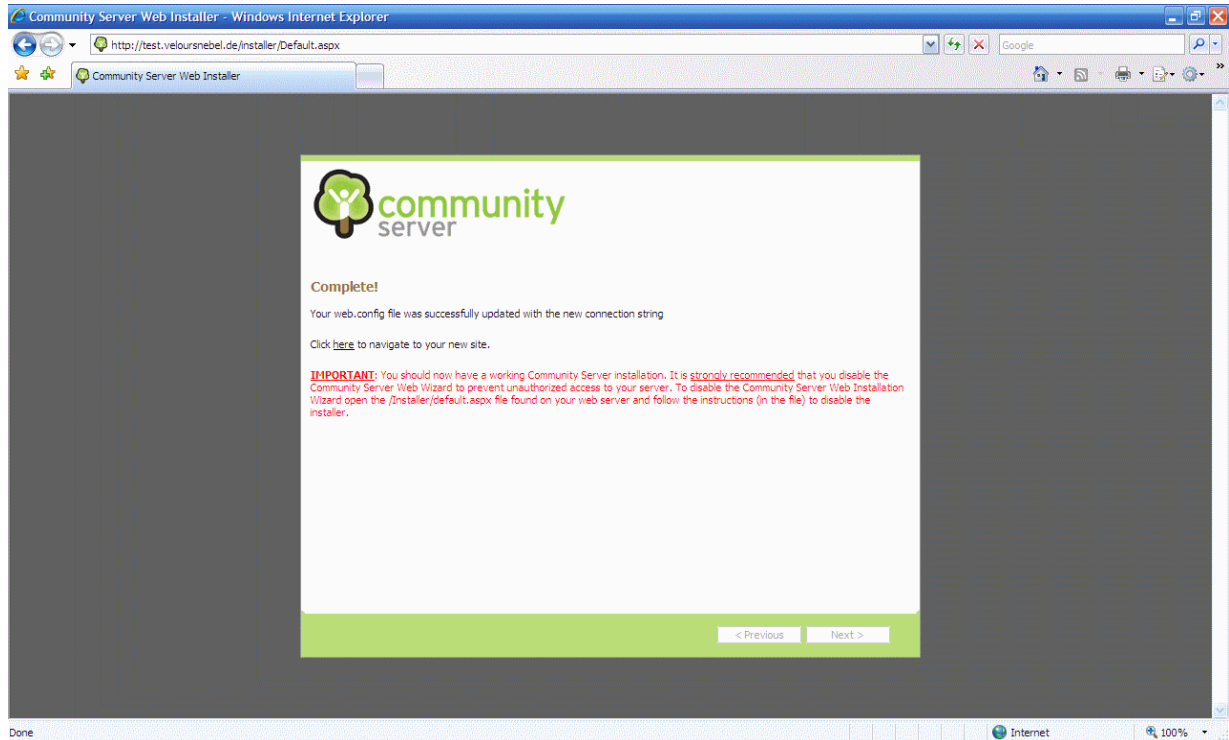 Community Server Web Installer - Windows Internet Explorer
http://test.veloursnebel.de/installer/Default.aspx
Google
Community Server Web Installer
community
server
Complete!
Your web.config file was successfully updated with the new connection string
Click here to navigate to your new site.
IMPORTANT: You should now have a working Community Server installation. It is strongly recommended that you disable the
Community Server Web Wizard to prevent unauthorized access to your server. To disable the Community Server Web Installation
Wizard open the /Installer/default.aspx file found on your web server and follow the instructions (in the file) to disable the
installer.
< Previous Next >
Done Internet 100%